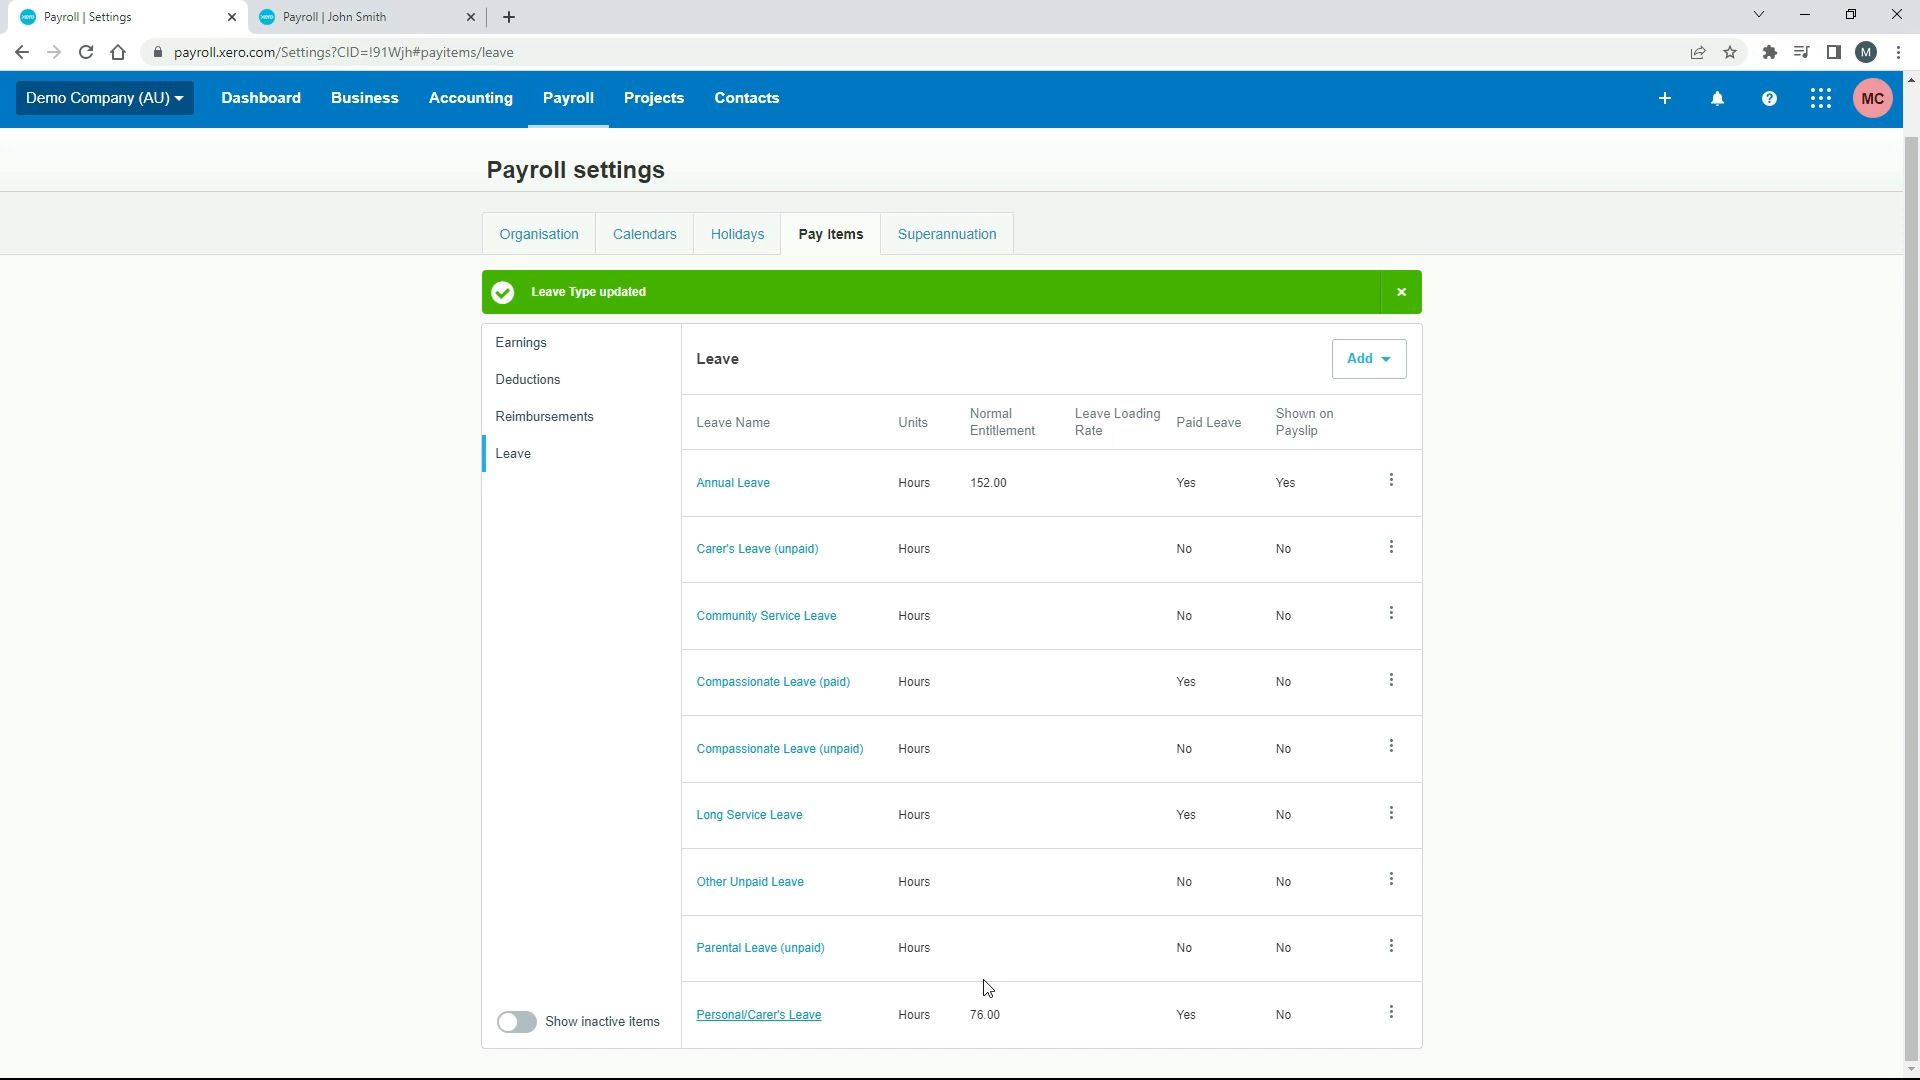 Payroll | Settings
xero
Payroll | John Smith
payroll.xero.com/Settings?CID=!91Wjh#payitems/leave
M
Demo Company (AU)
Dashboard
Business
Accounting
Payroll
Projects
Contacts
MC
Payroll settings
Organisation
Calendars
Holidays
Pay Items
Superannuation
Leave Type updated
Earnings
Deductions
Reimbursements
Leave
Show inactive items
Leave
Add
Leave Name Units Normal Entitlement Leave Loading Rate Paid Leave Shown on Payslip
Annual Leave Hours 152.00 Yes Yes
Carer's Leave (unpaid) Hours No No
Community Service Leave Hours No No
Compassionate Leave (paid) Hours Yes No
Compassionate Leave (unpaid) Hours No No
Long Service Leave Hours Yes No
Other Unpaid Leave Hours No No
Parental Leave (unpaid) Hours No No
Personal/Carer's Leave Hours 76.00 Yes No